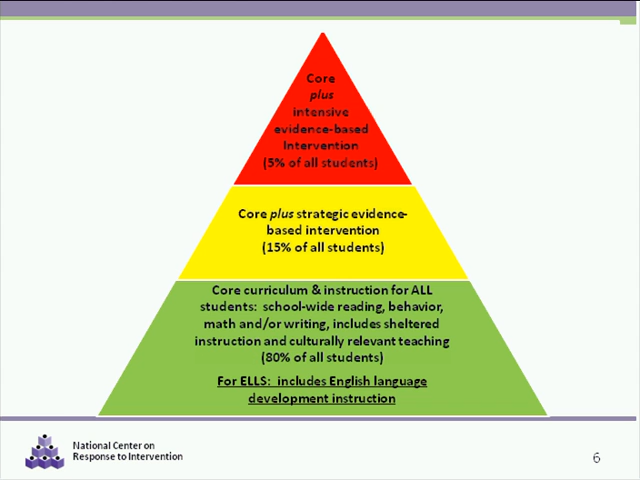 Core
plus
intensive
evidence-based
Intervention
(5% of all students)
Core plus strategic evidence-
based intervention
(15% of all students)
Core curriculum & instruction for ALL
students:  school-wide reading, behavior,
math and/or writing, includes sheltered
instruction and culturally relevant teaching
(80% of all students)
For ELLS:  includes English language
development instruction
National Center on
Response to Intervention
6